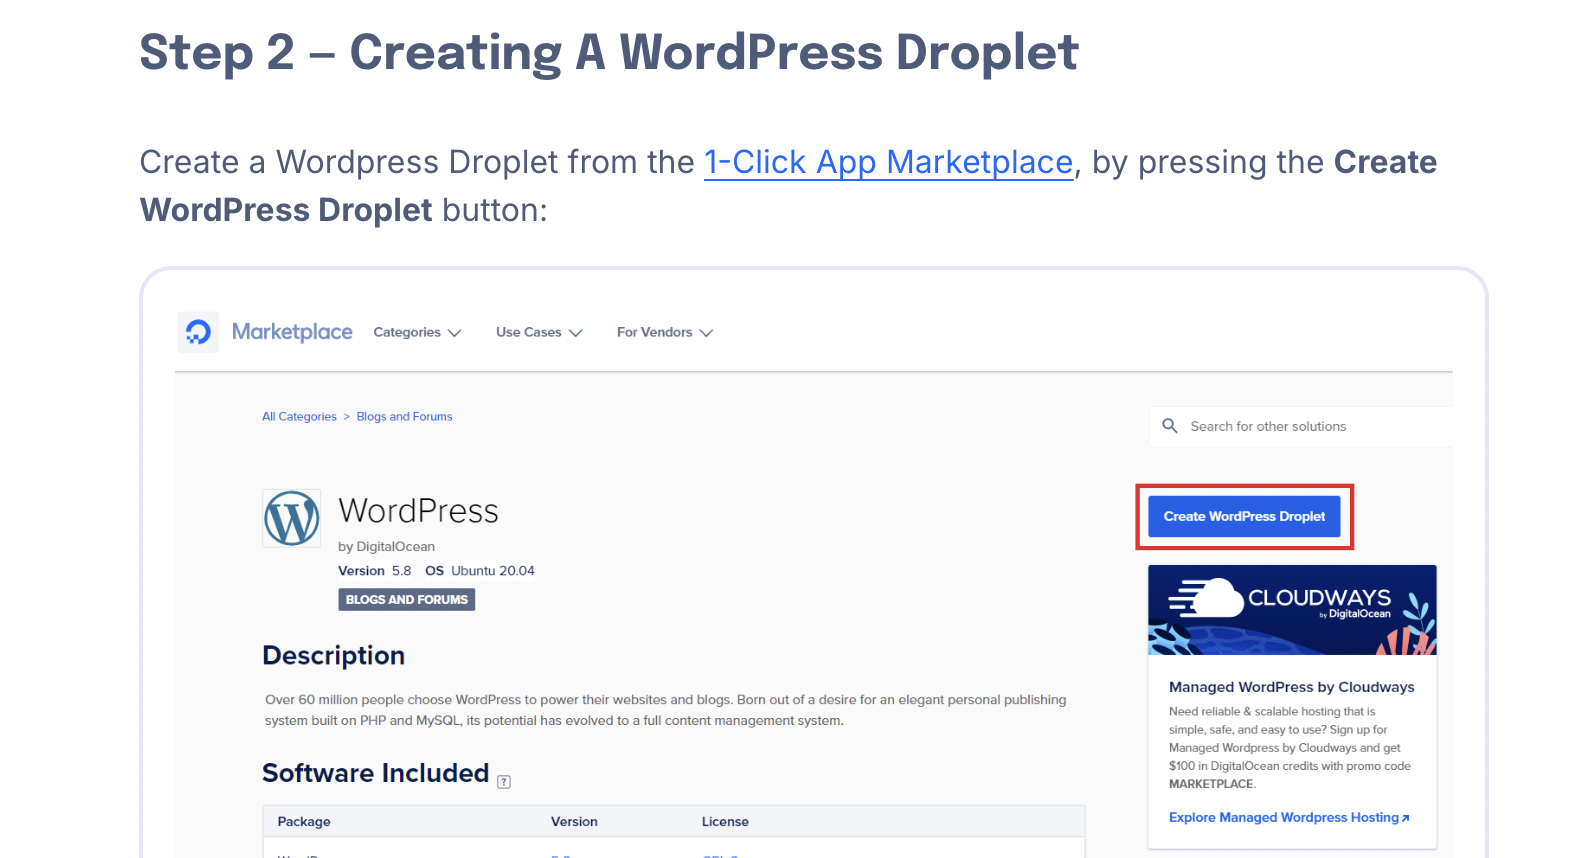 Step 2 – Creating A WordPress Droplet
Create a Wordpress Droplet from the 1-Click App Marketplace, by pressing the Create
WordPress Droplet button:
Marketplace Categories Use Cases For Vendors
All Categories > Blogs and Forums
Search for other solutions
WordPress
by DigitalOcean
Version 5.8 OS Ubuntu 20.04
BLOGS AND FORUMS
Create WordPress Droplet
CLOUDWAYS
by DigitalOcean
Description
Over 60 million people choose WordPress to power their websites and blogs. Born out of a desire for an elegant personal publishing
system built on PHP and MySQL, its potential has evolved to a full content management system.
Managed WordPress by Cloudways
Need reliable & scalable hosting that is
simple, safe, and easy to use? Sign up for
Managed Wordpress by Cloudways and get
$100 in DigitalOcean credits with promo code
MARKETPLACE.
Explore Managed Wordpress Hosting
Software Included ?
Package Version License